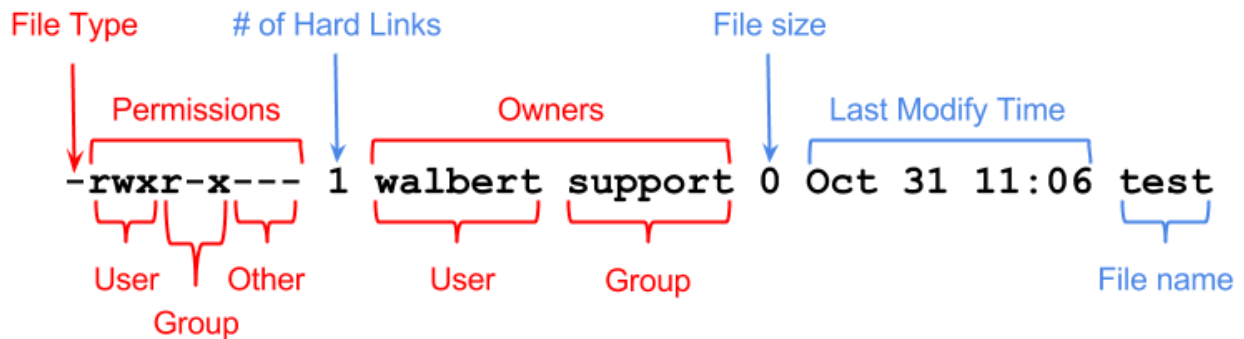 File Type # of Hard Links File size
Permissions Owners Last Modify Time
-rwxr-x--- 1 walbert support 0 Oct 31 11:06 test
User Other User Group File name
Group